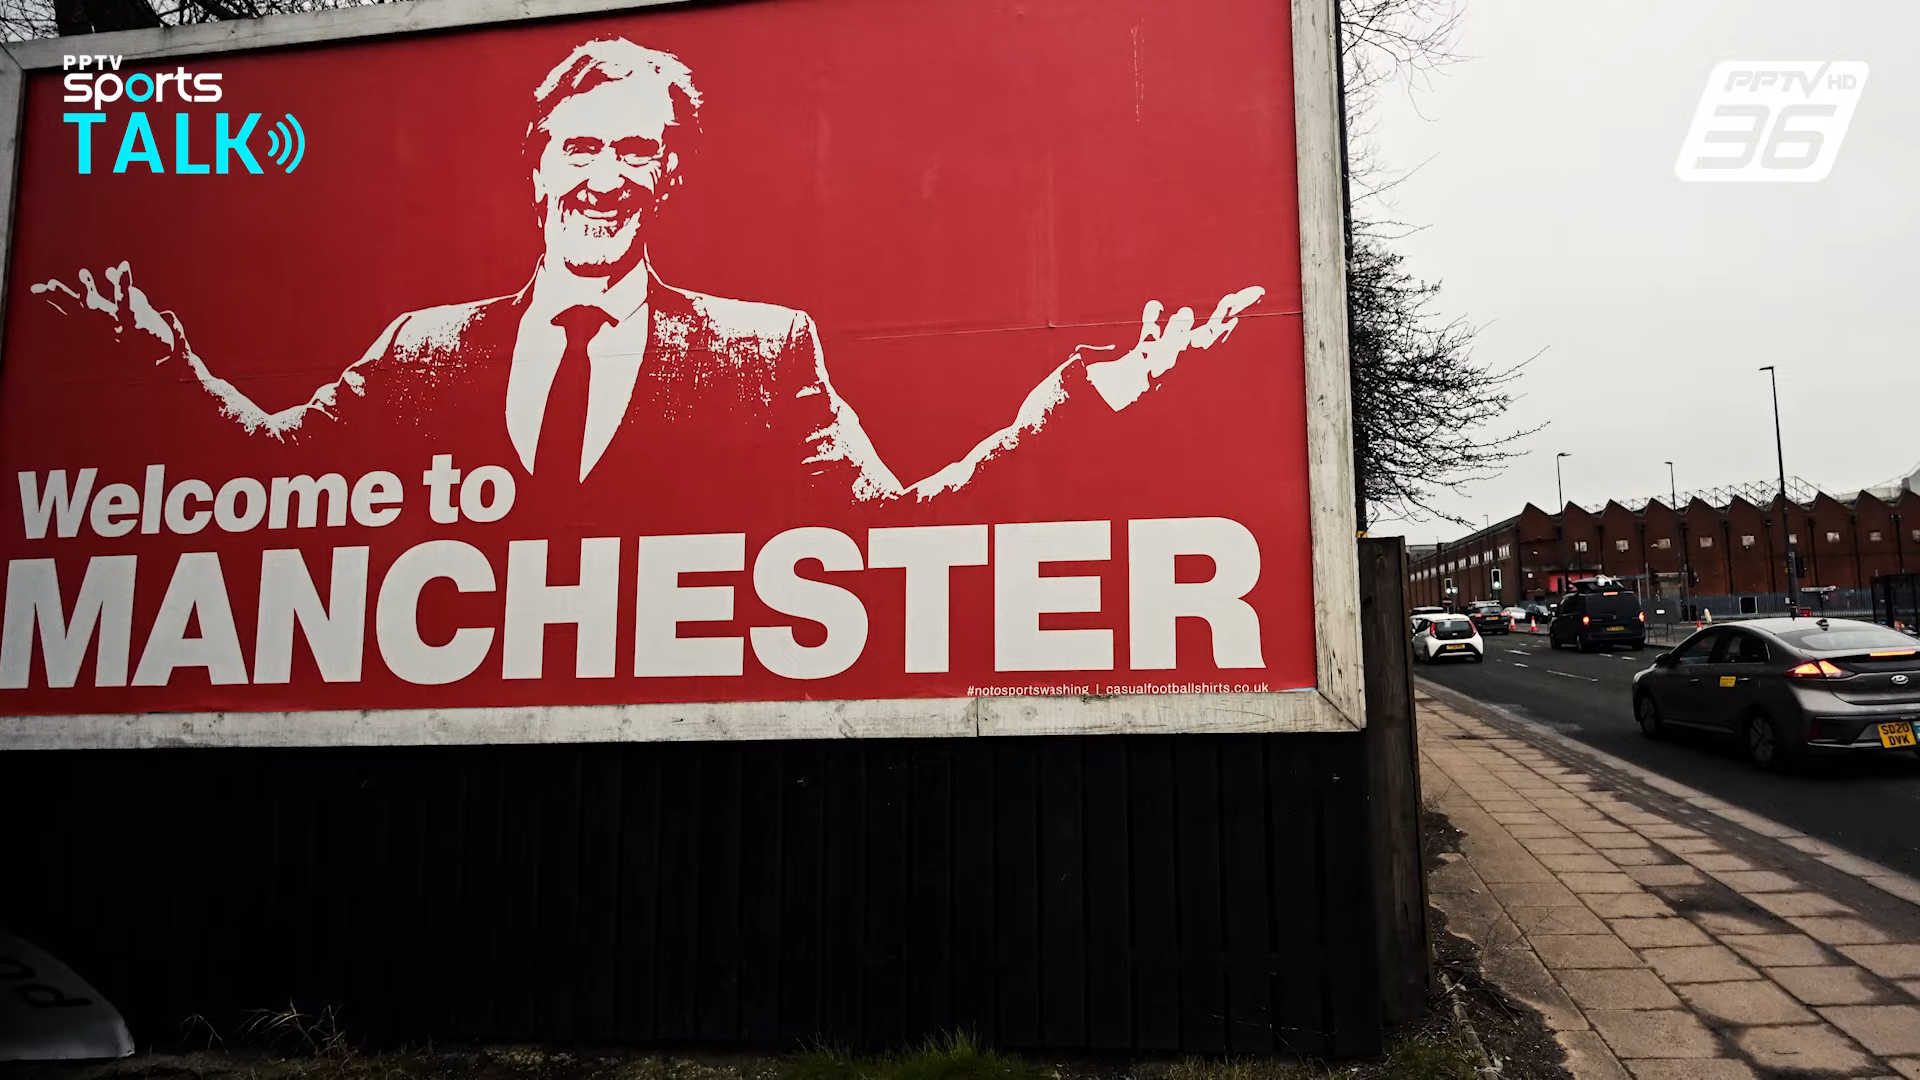 PPTV
sports
TALK
PPTV HD
36
Welcome to
MANCHESTER
#notosportswashing | casualfootballshirts.co.uk
SD20
DVK